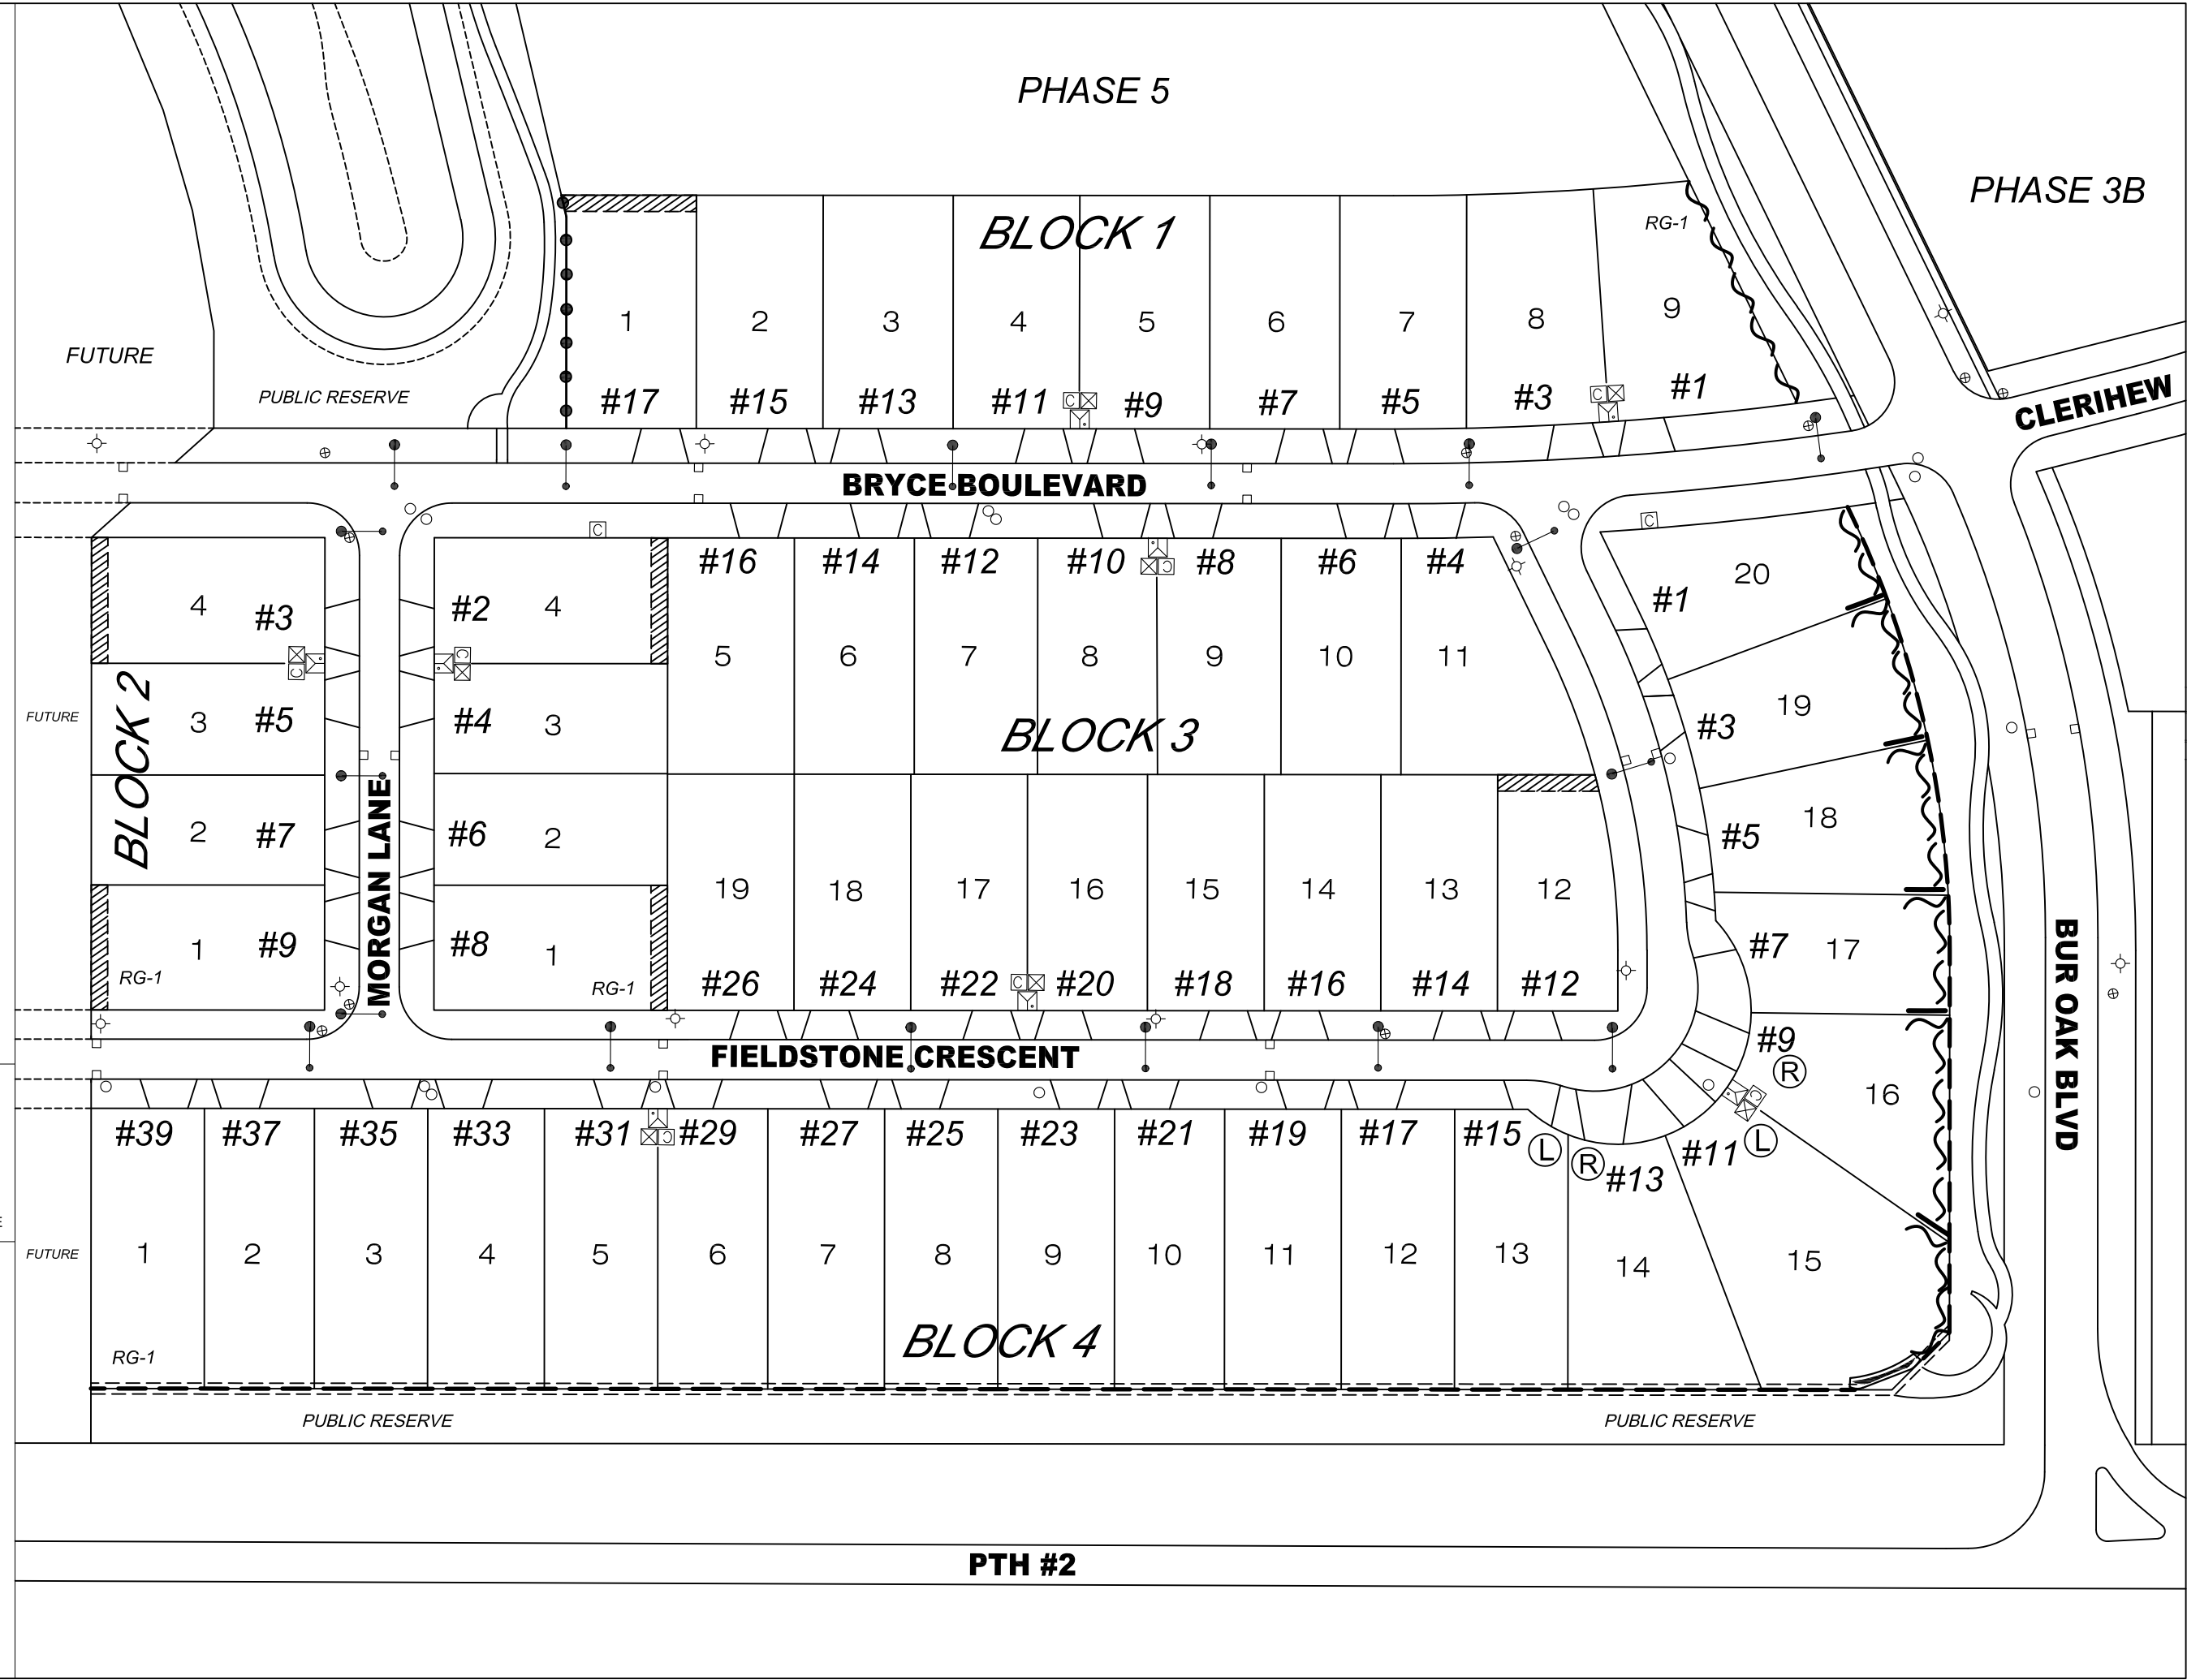 PHASE 5
PHASE 3B
BLOCK 1
RG-1
1 2 3 4 5 6 7 8 9
FUTURE
PUBLIC RESERVE
#17 #15 #13 #11 C #9 #7 #5 #3 C #1
CLERIHEW
BRYCE BOULEVARD
C C
#16 #14 #12 #10 C #8 #6 #4
20
4 #3 #2 4 #1
C C
5 6 7 8 9 10 11
BLOCK 2
FUTURE
3 #5 #4 3
BLOCK 3
#3 19
MORGAN LANE
2 #7 #6 2
#5 18
19 18 17 16 15 14 13 12
1 #9 #8 1
#7 17
RG-1 RG-1
#26 #24 #22 C #20 #18 #16 #14 #12
BUR OAK BLVD
#9
R
16
FIELDSTONE CRESCENT
C
#39 #37 #35 #33 #31 C #29 #27 #25 #23 #21 #19 #17 #15
L R #13 #11 L
FUTURE
1 2 3 4 5 6 7 8 9 10 11 12 13 14 15
BLOCK 4
RG-1
PUBLIC RESERVE PUBLIC RESERVE
PTH #2